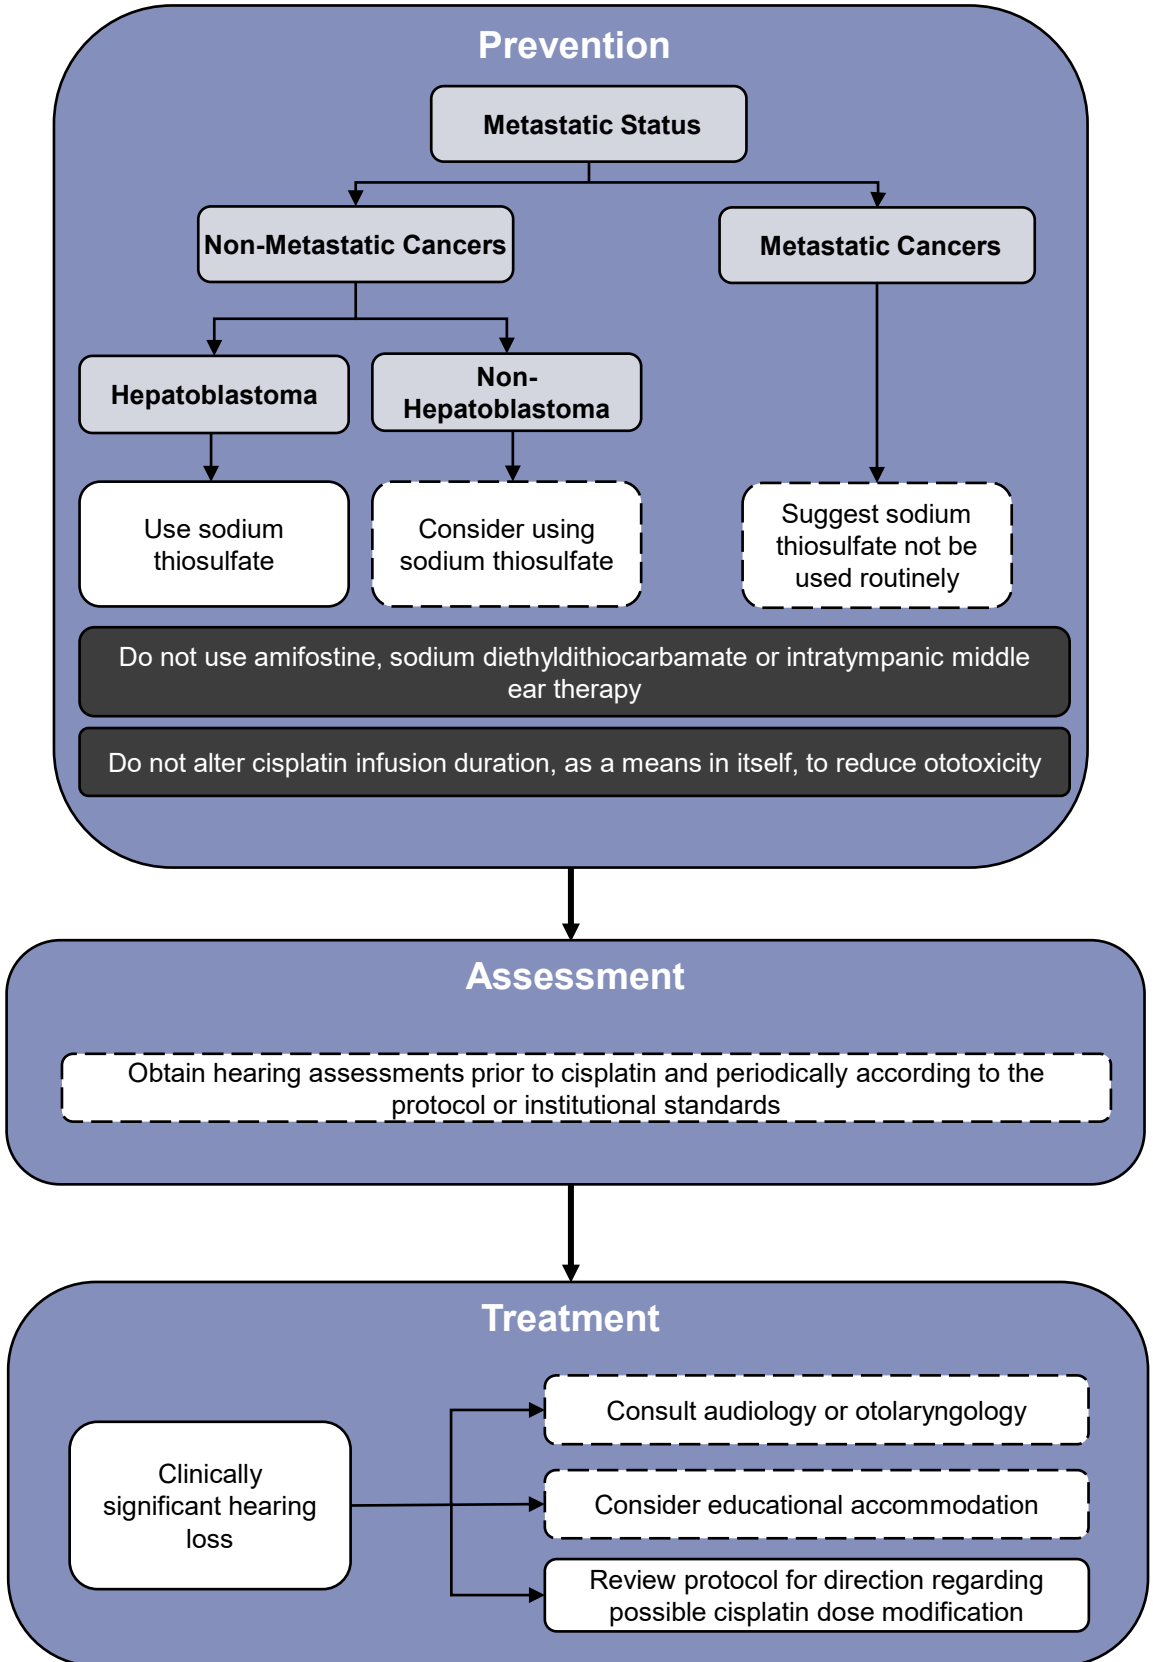 Prevention
Metastatic Status
Non-Metastatic Cancers
Metastatic Cancers
Hepatoblastoma
Non-
Hepatoblastoma
Use sodium
thiosulfate
Consider using
sodium thiosulfate
Suggest sodium
thiosulfate not be
used routinely
Do not use amifostine, sodium diethyldithiocarbamate or intratympanic middle
ear therapy
Do not alter cisplatin infusion duration, as a means in itself, to reduce ototoxicity
Assessment
Obtain hearing assessments prior to cisplatin and periodically according to the
protocol or institutional standards
Treatment
Clinically
significant hearing
loss
Consult audiology or otolaryngology
Consider educational accommodation
Review protocol for direction regarding
possible cisplatin dose modification